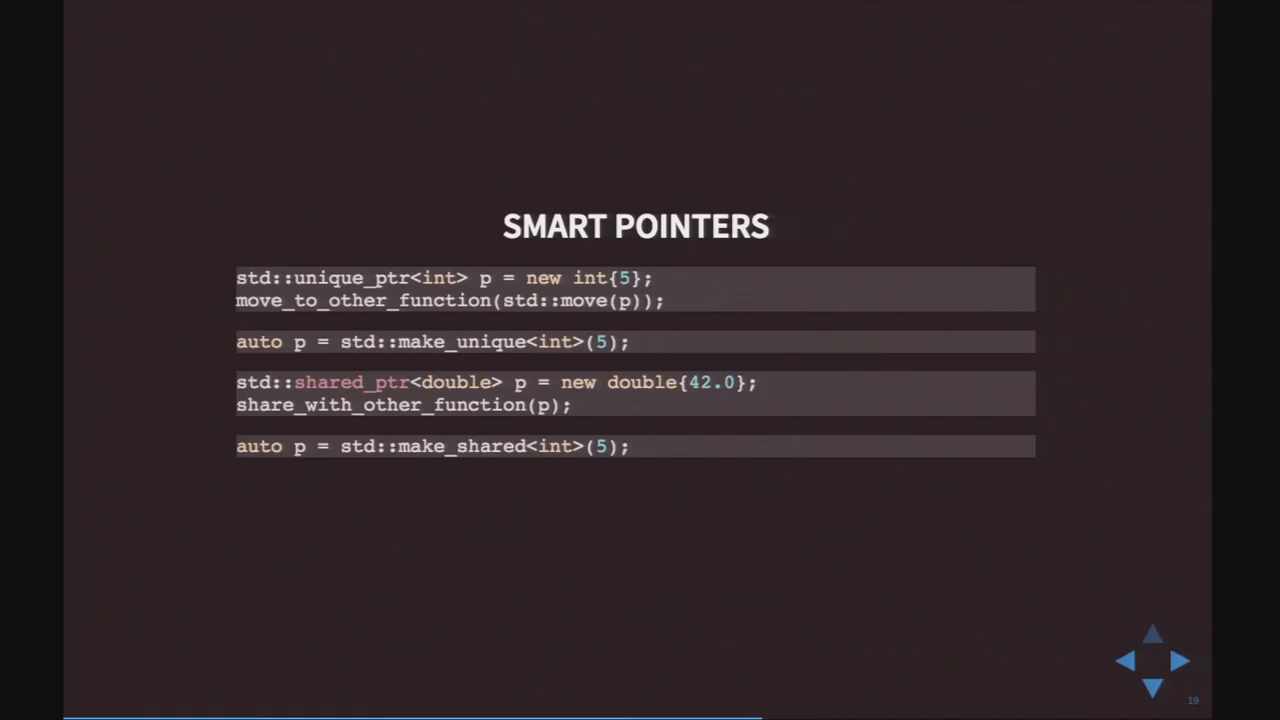 SMART POINTERS
std::unique_ptr<int> p = new int{5};
move_to_other_function(std::move(p));
auto p = std::make_unique<int>(5);
std::shared_ptr<double> p = new double{42.0};
share_with_other_function(p);
auto p = std::make_shared<int>(5);
19